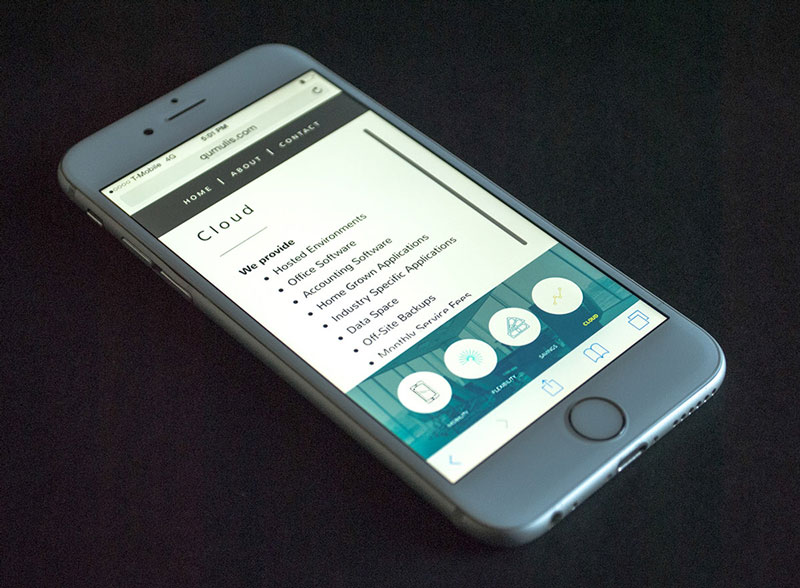 T-Mobile 4G 5:01 PM
qumulis.com
HOME | ABOUT | CONTACT
Cloud
We provide
• Hosted Environments
• Office Software
• Accounting Software
• Home Grown Applications
• Industry Specific Applications
• Data Space
• Off-Site Backups
• Monthly Service Fees
MOBILITY FLEXIBILITY SAVINGS CLOUD